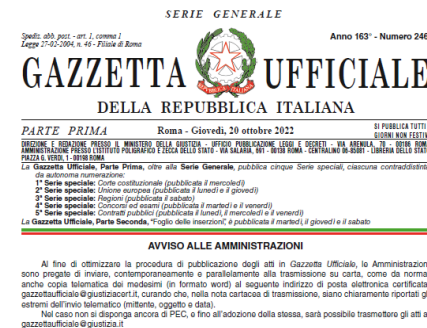 SERIE GENERALE
Spediz. abb. post. - art. 1, comma 1
Legge 27-02-2004, n. 46 - Filiale di Roma
Anno 163° - Numero 246
GAZZETTA UFFICIALE
DELLA REPUBBLICA ITALIANA
PARTE PRIMA
Roma - Giovedì, 20 ottobre 2022
SI PUBBLICA TUTTI
GIORNI NON FESTIVI
DIREZIONE E REDAZIONE PRESSO IL MINISTERO DELLA GIUSTIZIA - UFFICIO PUBBLICAZIONE LEGGI E DECRETI - VIA ARENULA, 70 - 00186 ROMA
AMMINISTRAZIONE PRESSO L'ISTITUTO POLIGRAFICO E ZECCA DELLO STATO - VIA SALARIA, 691 - 00138 ROMA - CENTRALINO 06-85081 - LIBRERIA DELLO STATO
PIAZZA G. VERDI, 1 - 00198 ROMA
La Gazzetta Ufficiale, Parte Prima, oltre alla Serie Generale, pubblica cinque Serie speciali, ciascuna contraddistinta
da autonoma numerazione:
1ª Serie speciale: Corte costituzionale (pubblicata il mercoledì)
2ª Serie speciale: Unione europea (pubblicata il lunedì e il giovedì)
3ª Serie speciale: Regioni (pubblicata il sabato)
4ª Serie speciale: Concorsi ed esami (pubblicata il martedì e il venerdì)
5ª Serie speciale: Contratti pubblici (pubblicata il lunedì, il mercoledì e il venerdì)
La Gazzetta Ufficiale, Parte Seconda, "Foglio delle inserzioni", è pubblicata il martedì, il giovedì e il sabato
AVVISO ALLE AMMINISTRAZIONI
Al fine di ottimizzare la procedura di pubblicazione degli atti in Gazzetta Ufficiale, le Amministrazioni
sono pregate di inviare, contemporaneamente e parallelamente alla trasmissione su carta, come da norma,
anche copia telematica dei medesimi (in formato word) al seguente indirizzo di posta elettronica certificata:
gazzettaufficiale@giustiziacert.it, curando che, nella nota cartacea di trasmissione, siano chiaramente riportati gli
estremi dell'invio telematico (mittente, oggetto e data).
Nel caso non si disponga ancora di PEC, e fino all'adozione della stessa, sarà possibile trasmettere gli atti a:
gazzettaufficiale@giustizia.it